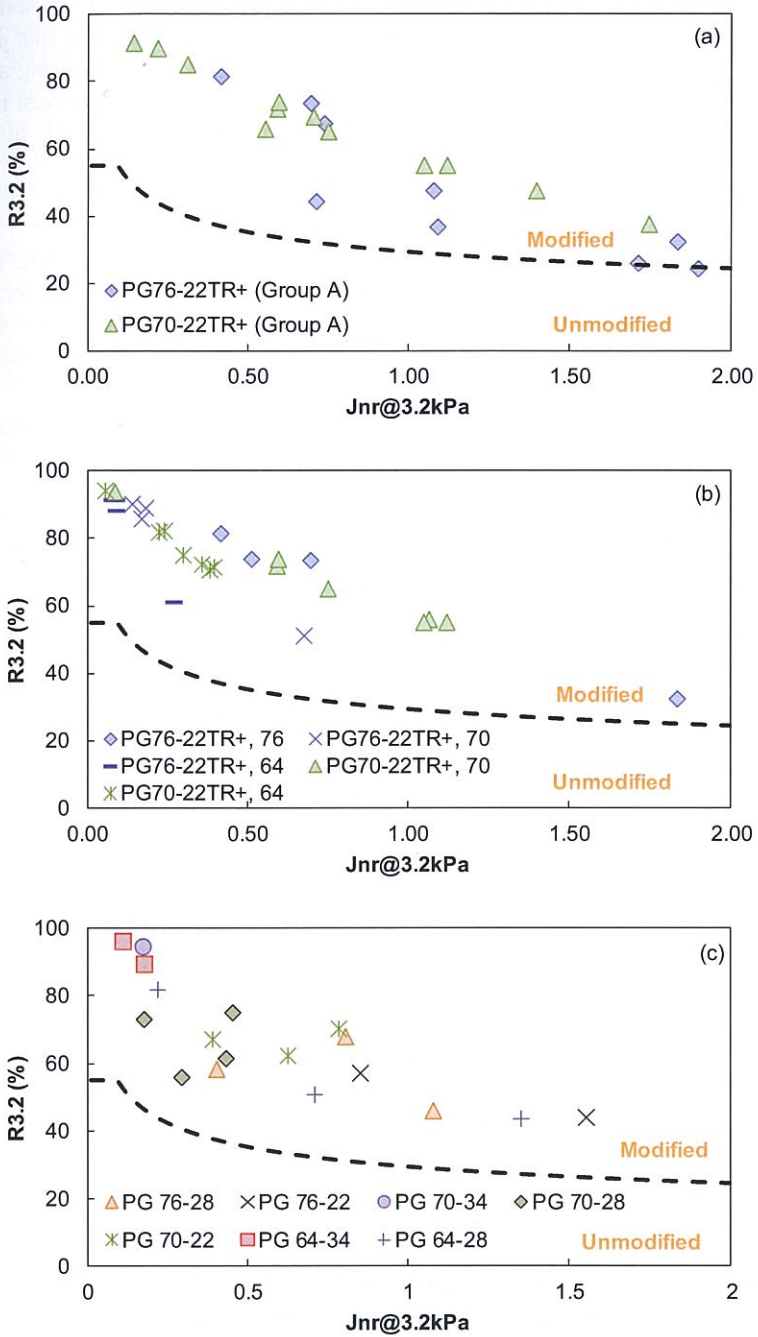 (a)
100
80
60
40
20
0
R3.2 (%)
Modified
Unmodified
PG76-22TR+ (Group A)
PG70-22TR+ (Group A)
0.00 0.50 1.00 1.50 2.00
Jnr@3.2kPa
(b)
100
80
60
40
20
0
R3.2 (%)
Modified
Unmodified
PG76-22TR+, 76 PG76-22TR+, 70
PG76-22TR+, 64 PG70-22TR+, 70
PG70-22TR+, 64
0.00 0.50 1.00 1.50 2.00
Jnr@3.2kPa
(c)
100
80
60
40
20
0
R3.2 (%)
Modified
PG 76-28 PG 76-22 PG 70-34 PG 70-28
PG 70-22 PG 64-34 PG 64-28
Unmodified
0 0.5 1 1.5 2
Jnr@3.2kPa